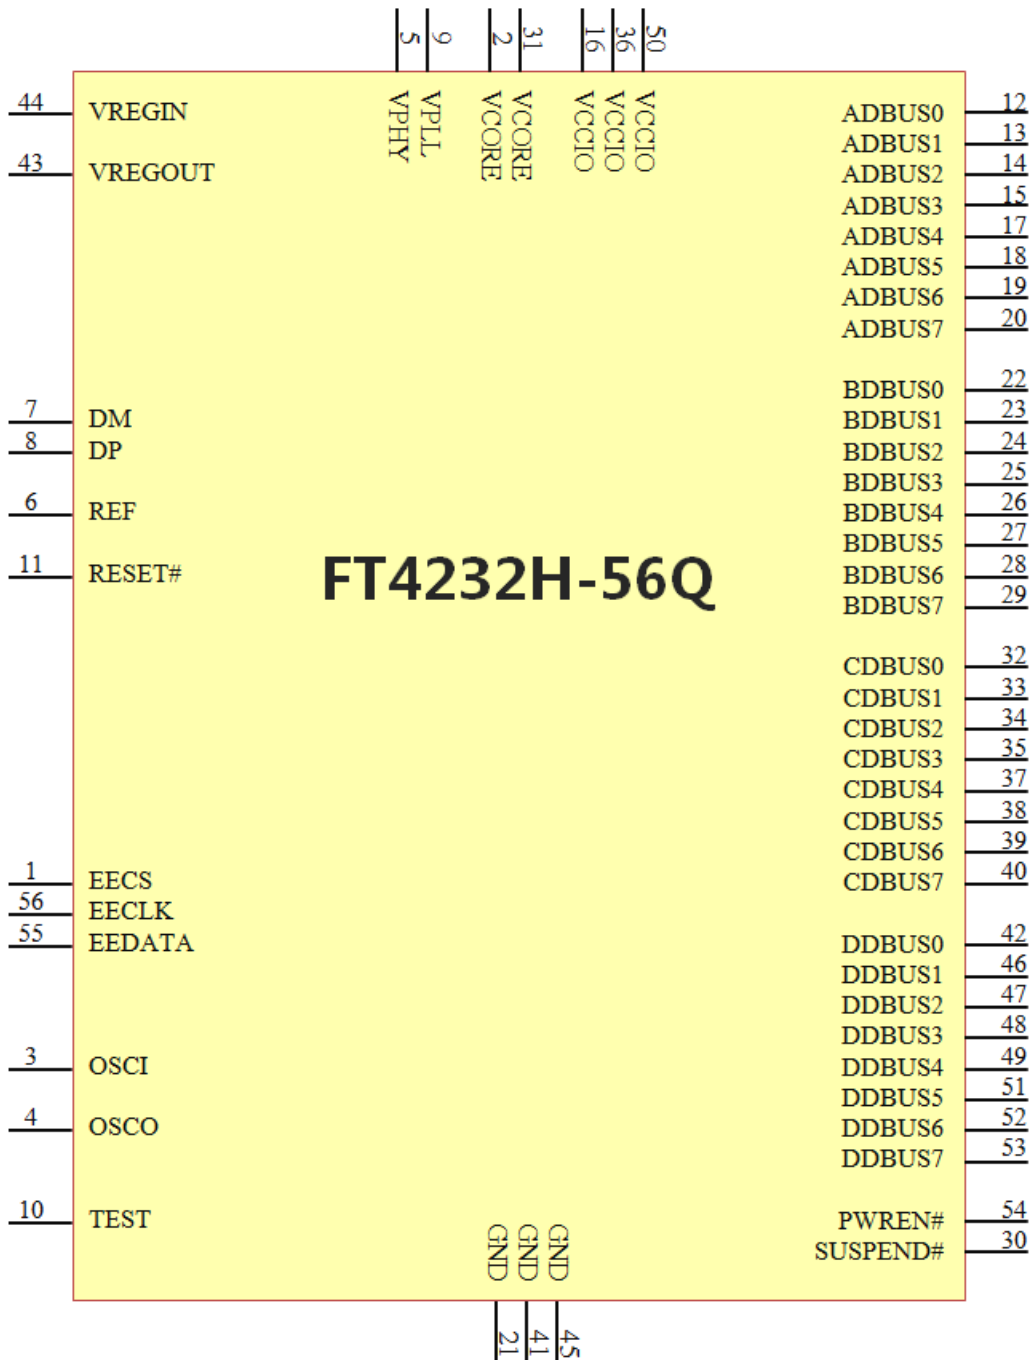 5 9 2 31 16 36 50
VPHY VPLL VCORE VCORE VCCIO VCCIO VCCIO
44 VREGIN
43 VREGOUT
7 DM
8 DP
6 REF
11 RESET#
1 EECS
56 EECLK
55 EEDATA
3 OSCI
4 OSCO
10 TEST
FT4232H-56Q
ADBUS0 12
ADBUS1 13
ADBUS2 14
ADBUS3 15
ADBUS4 17
ADBUS5 18
ADBUS6 19
ADBUS7 20
BDBUS0 22
BDBUS1 23
BDBUS2 24
BDBUS3 25
BDBUS4 26
BDBUS5 27
BDBUS6 28
BDBUS7 29
CDBUS0 32
CDBUS1 33
CDBUS2 34
CDBUS3 35
CDBUS4 37
CDBUS5 38
CDBUS6 39
CDBUS7 40
DDBUS0 42
DDBUS1 46
DDBUS2 47
DDBUS3 48
DDBUS4 49
DDBUS5 51
DDBUS6 52
DDBUS7 53
PWREN# 54
SUSPEND# 30
GND GND GND
21 41 45